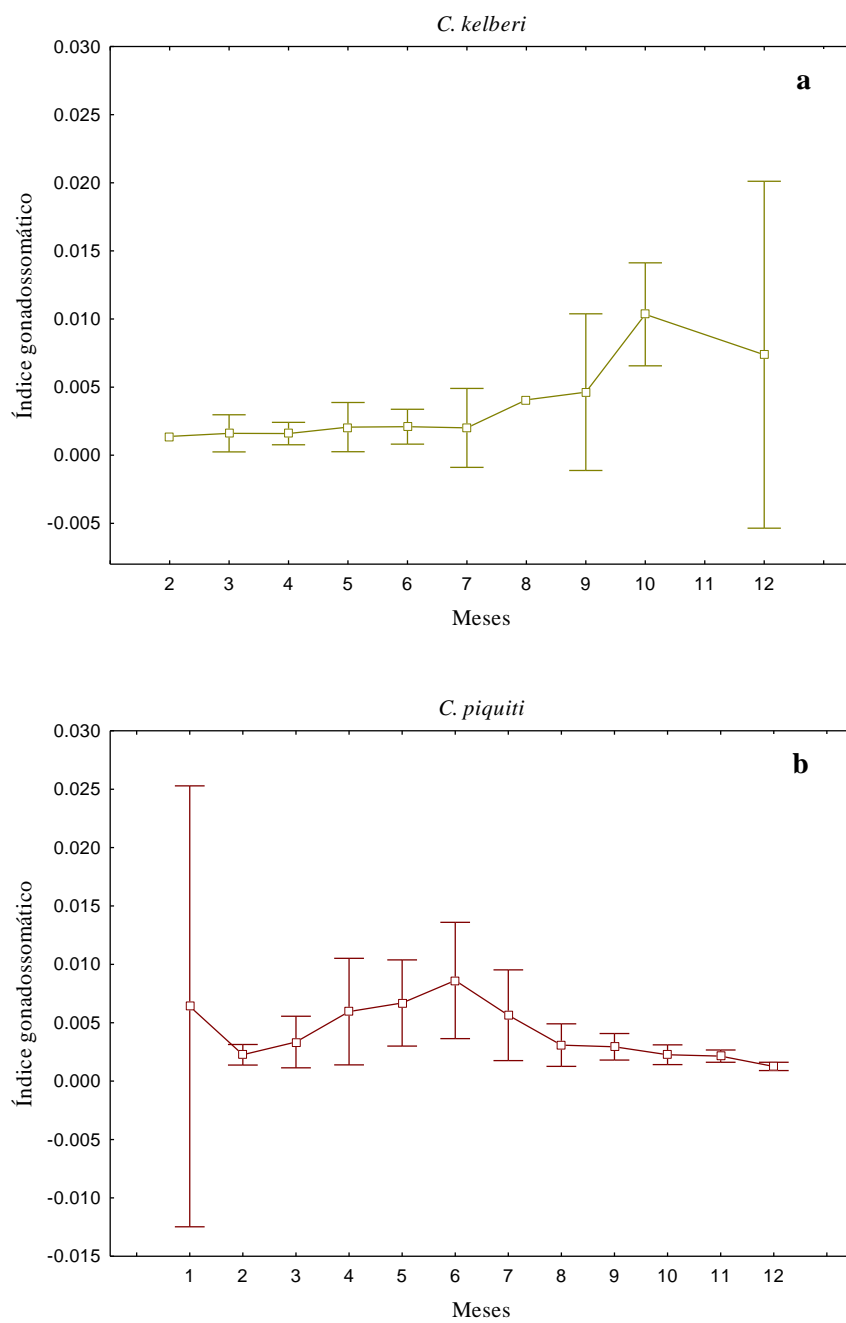 C. kelberi
a
0.030
0.025
0.020
0.015
0.010
0.005
0.000
-0.005
Índice gonadossomático
2 3 4 5 6 7 8 9 10 11 12
Meses
C. piquiti
b
0.030
0.025
0.020
0.015
0.010
0.005
0.000
-0.005
-0.010
-0.015
Índice gonadossomático
1 2 3 4 5 6 7 8 9 10 11 12
Meses